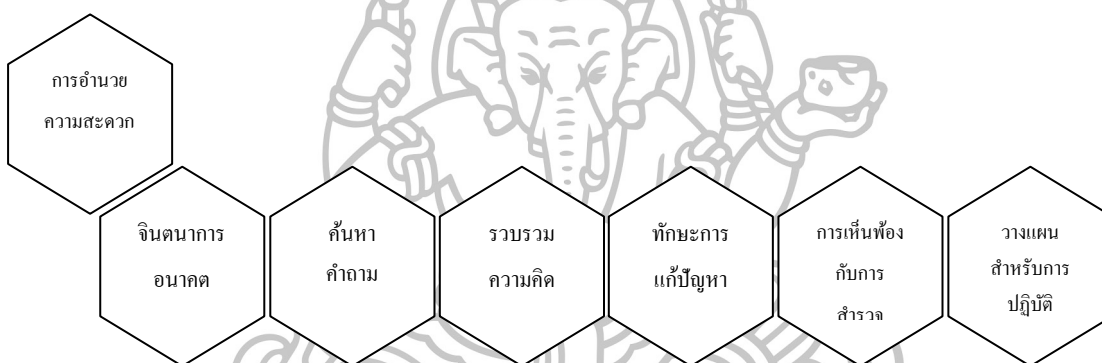 การอำนวย
ความสะดวก
จินตนาการ
อนาคต
ค้นหา
คำถาม
รวบรวม
ความคิด
ทักษะการ
แก้ปัญหา
การเห็นพ้อง
กับการ
สำรวจ
วางแผน
สำหรับการ
ปฏิบัติ